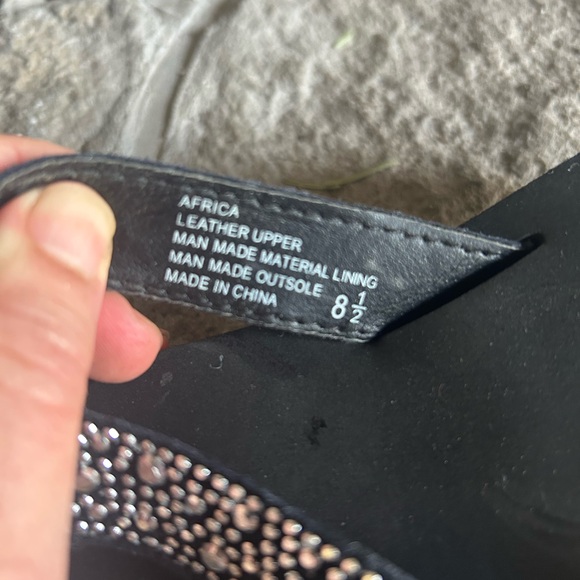 AFRICA
LEATHER UPPER
MAN MADE MATERIAL LINING
MAN MADE OUTSOLE
MADE IN CHINA 8 1/2